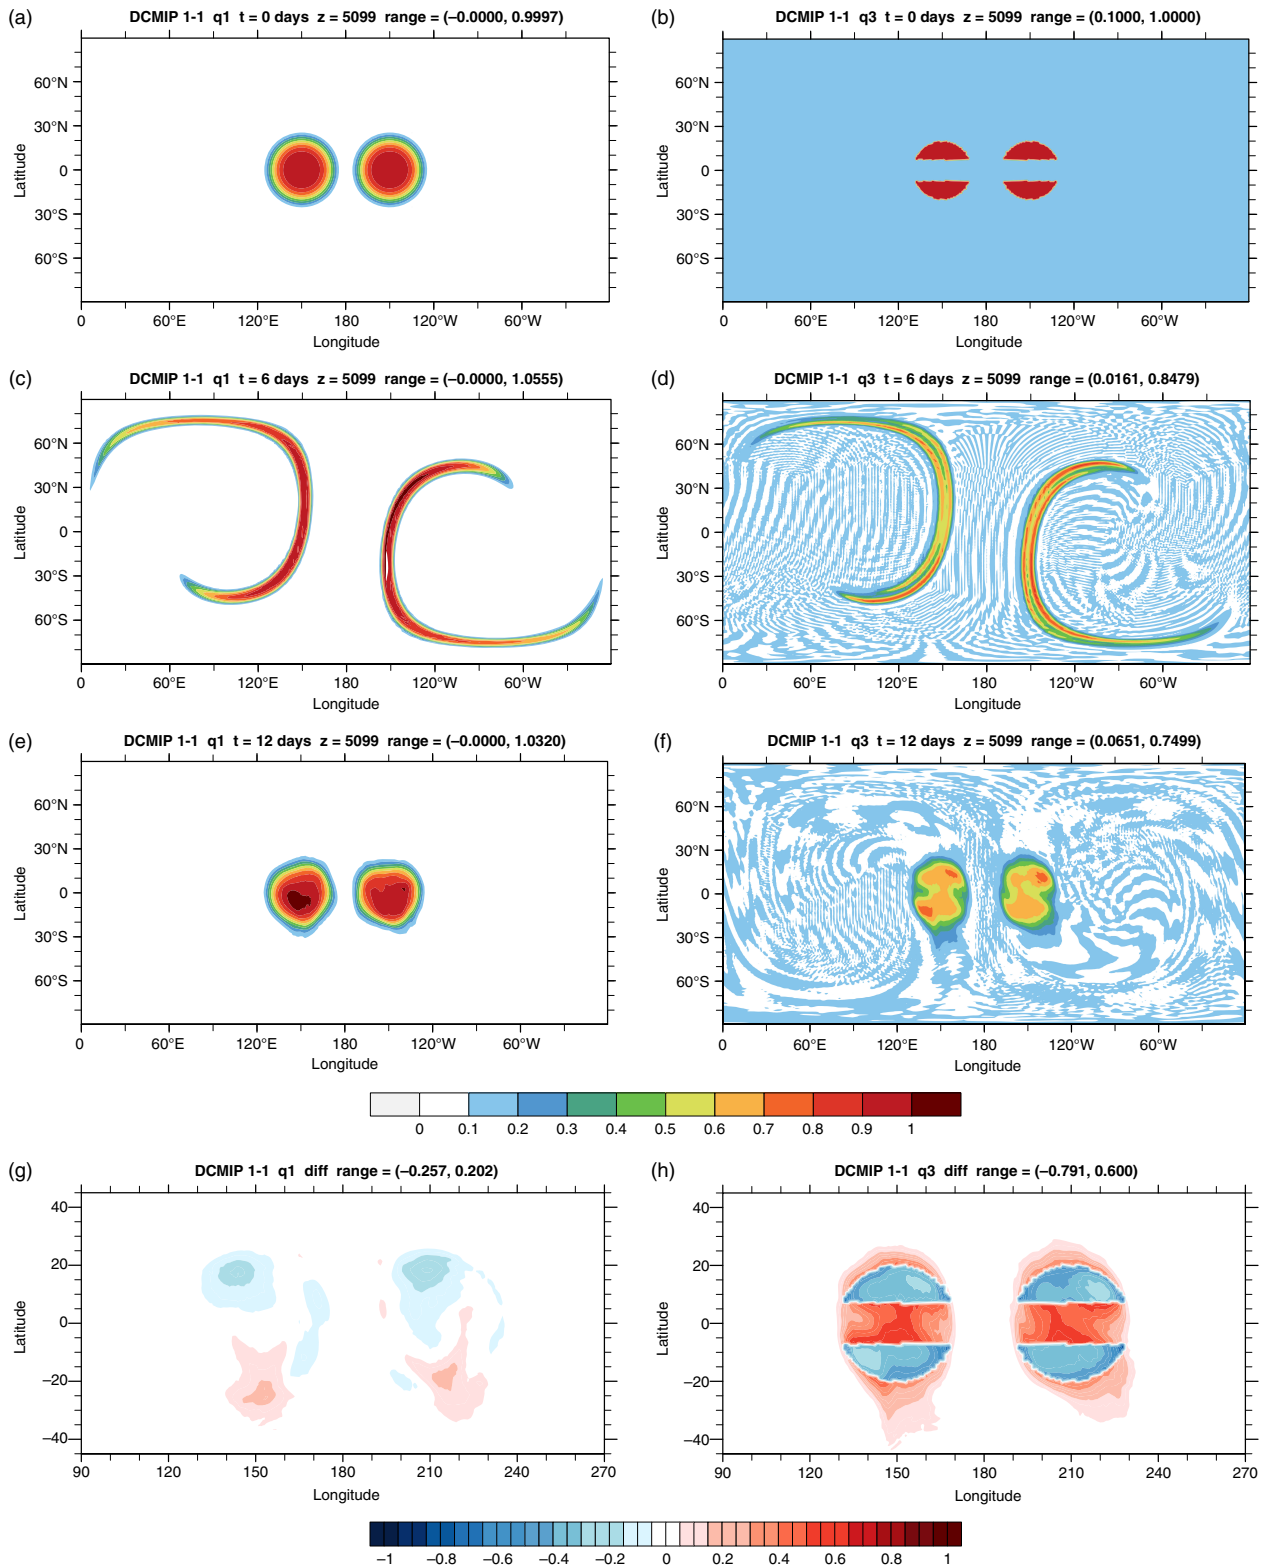 (a) DCMIP 1-1 q1 t = 0 days z = 5099 range = (−0.0000, 0.9997)
60°N
30°N
0
30°S
60°S
Latitude
0 60°E 120°E 180 120°W 60°W
Longitude
(b) DCMIP 1-1 q3 t = 0 days z = 5099 range = (0.1000, 1.0000)
60°N
30°N
0
30°S
60°S
Latitude
0 60°E 120°E 180 120°W 60°W
Longitude
(c) DCMIP 1-1 q1 t = 6 days z = 5099 range = (−0.0000, 1.0555)
60°N
30°N
0
30°S
60°S
Latitude
0 60°E 120°E 180 120°W 60°W
Longitude
(d) DCMIP 1-1 q3 t = 6 days z = 5099 range = (0.0161, 0.8479)
60°N
30°N
0
30°S
60°S
Latitude
0 60°E 120°E 180 120°W 60°W
Longitude
(e) DCMIP 1-1 q1 t = 12 days z = 5099 range = (−0.0000, 1.0320)
60°N
30°N
0
30°S
60°S
Latitude
0 60°E 120°E 180 120°W 60°W
Longitude
(f) DCMIP 1-1 q3 t = 12 days z = 5099 range = (0.0651, 0.7499)
60°N
30°N
0
30°S
60°S
Latitude
0 60°E 120°E 180 120°W 60°W
Longitude
0 0.1 0.2 0.3 0.4 0.5 0.6 0.7 0.8 0.9 1
(g) DCMIP 1-1 q1 diff range = (−0.257, 0.202)
40
20
0
−20
−40
Latitude
90 120 150 180 210 240 270
Longitude
(h) DCMIP 1-1 q3 diff range = (−0.791, 0.600)
40
20
0
−20
−40
Latitude
90 120 150 180 210 240 270
Longitude
−1 −0.8 −0.6 −0.4 −0.2 0 0.2 0.4 0.6 0.8 1